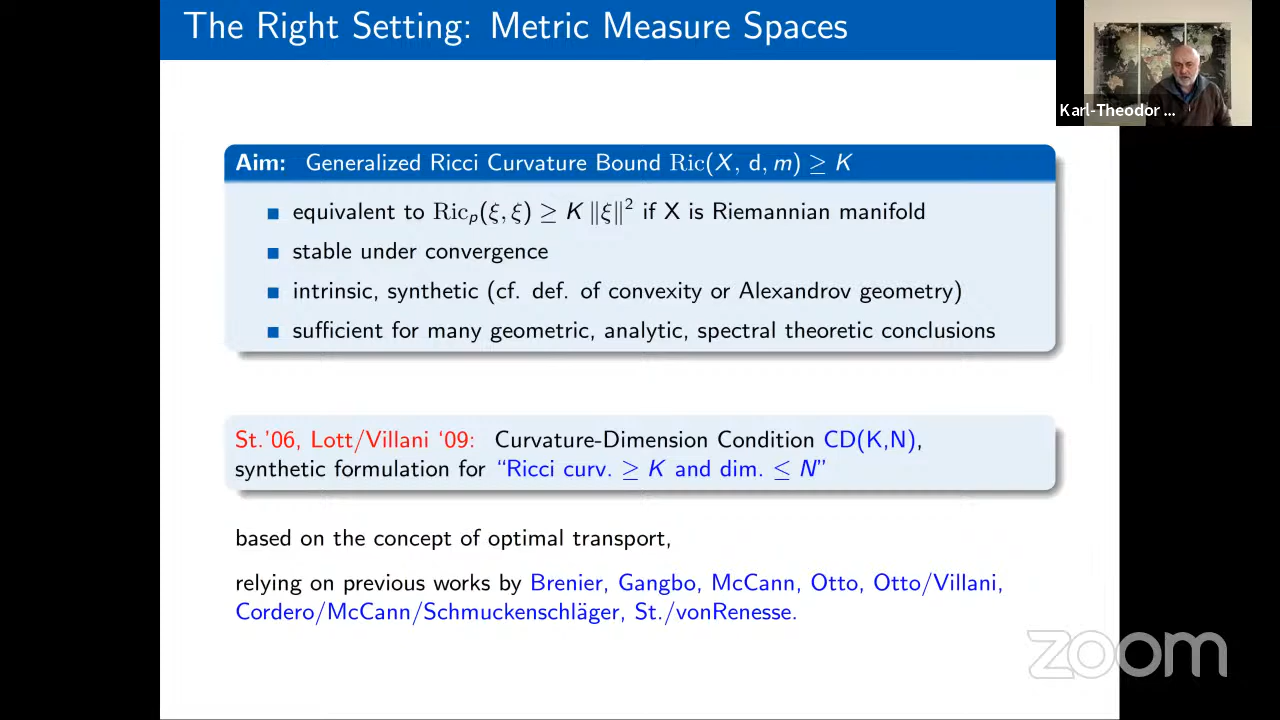 The Right Setting: Metric Measure Spaces
Karl-Theodor ...
Aim: Generalized Ricci Curvature Bound Ric(X, d, m) ≥ K
equivalent to Ric_p(ξ, ξ) ≥ K ‖ξ‖² if X is Riemannian manifold
stable under convergence
intrinsic, synthetic (cf. def. of convexity or Alexandrov geometry)
sufficient for many geometric, analytic, spectral theoretic conclusions
St.'06, Lott/Villani '09: Curvature-Dimension Condition CD(K,N),
synthetic formulation for “Ricci curv. ≥ K and dim. ≤ N”
based on the concept of optimal transport,
relying on previous works by Brenier, Gangbo, McCann, Otto, Otto/Villani,
Cordero/McCann/Schmuckenschläger, St./vonRenesse.
zoom